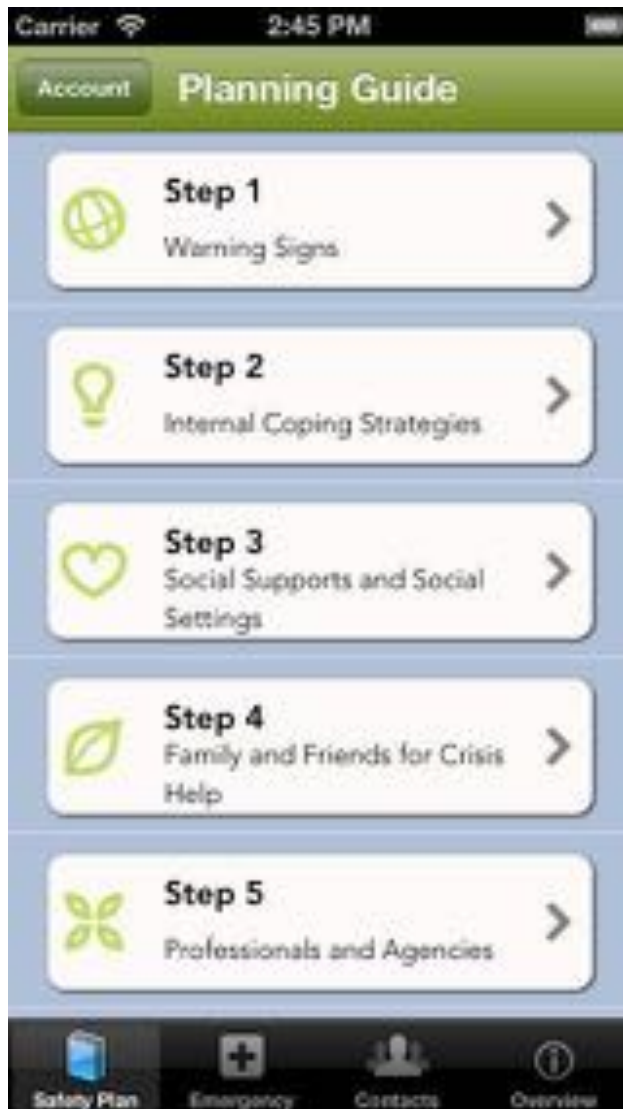 Carrier 2:45 PM
Account Planning Guide
Step 1
Warning Signs
Step 2
Internal Coping Strategies
Step 3
Social Supports and Social
Settings
Step 4
Family and Friends for Crisis
Help
Step 5
Professionals and Agencies
Safety Plan Emergency Contacts Overview